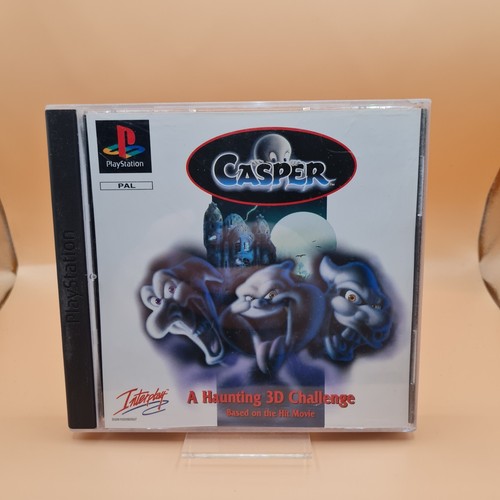 PlayStation
PAL
CASPER
PlayStation
Interplay
A Haunting 3D Challenge
Based on the Hit Movie